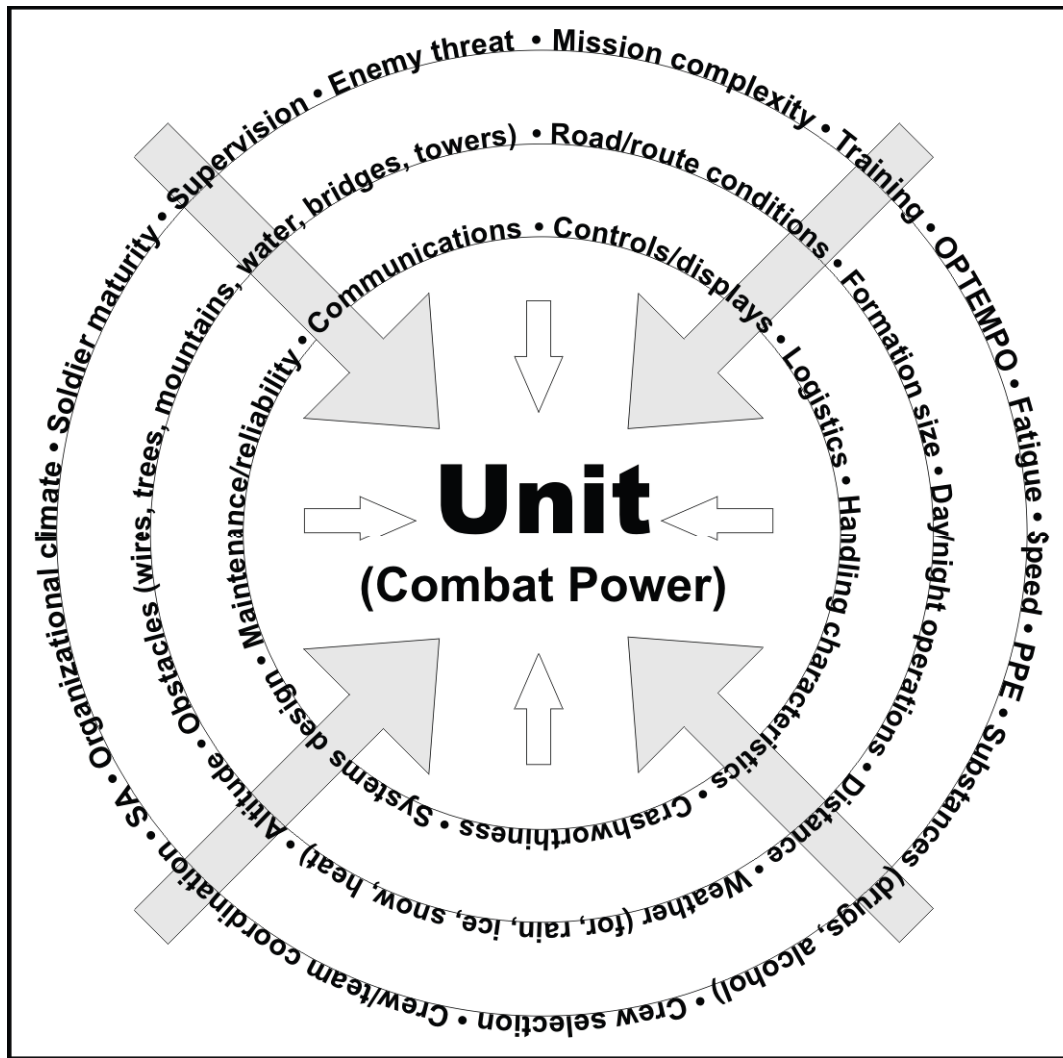 Mission complexity • Training • OPTEMPO • Fatigue • Speed • PPE • Substances (drugs, alcohol) • Crew selection • Crew/team coordination • SA • Organizational climate • Soldier maturity • Supervision • Enemy threat •
Road/route conditions • Formation size • Day/night operations • Distance • Weather (for, rain, ice, snow, heat) • Altitude • Obstacles (wires, trees, mountains, water, bridges, towers) •
Controls/displays • Logistics • Handling characteristics • Crashworthiness • Systems design • Maintenance/reliability • Communications •
Unit
(Combat Power)